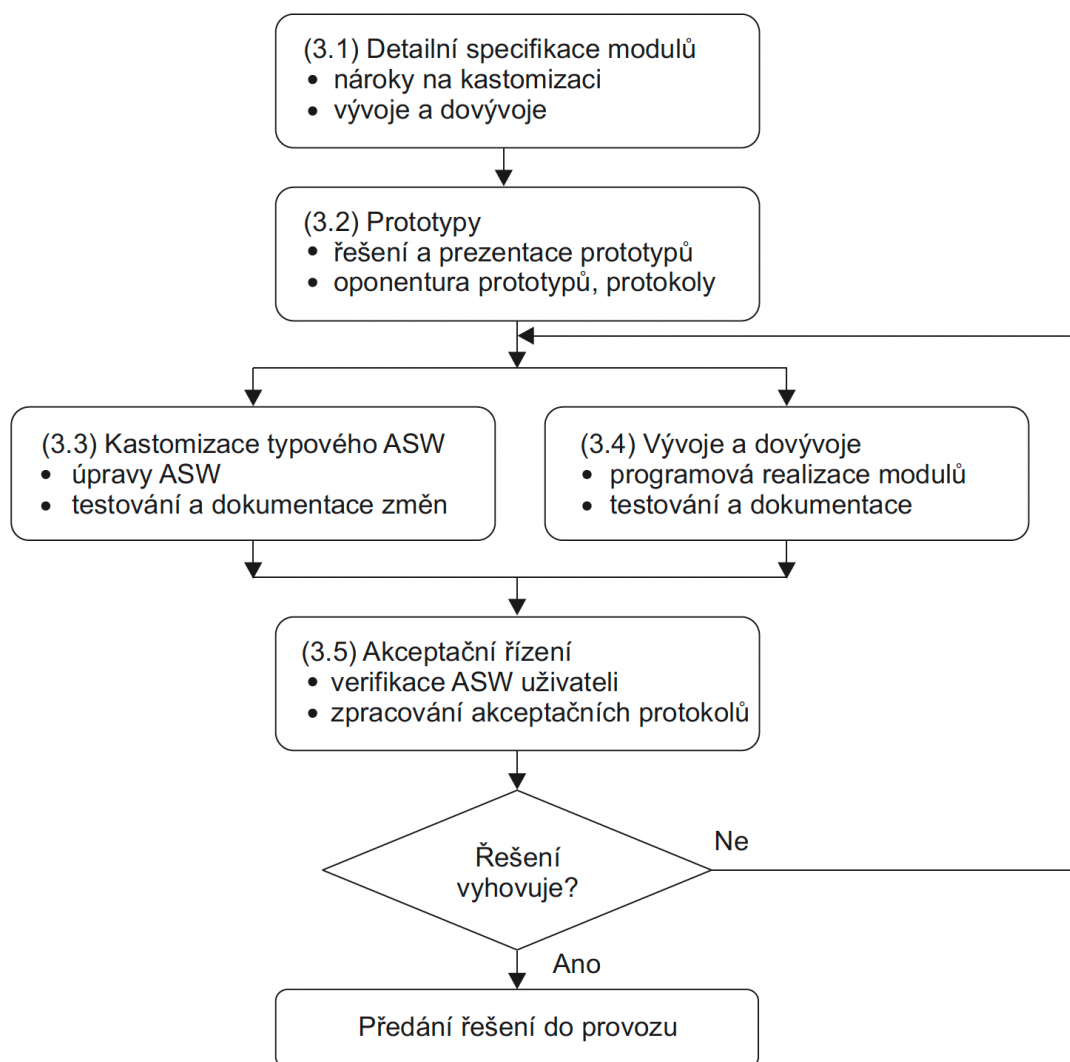 (3.1) Detailní specifikace modulů
• nároky na kastomizaci
• vývoje a dovývoje
(3.2) Prototypy
• řešení a prezentace prototypů
• oponentura prototypů, protokoly
(3.3) Kastomizace typového ASW
• úpravy ASW
• testování a dokumentace změn
(3.4) Vývoje a dovývoje
• programová realizace modulů
• testování a dokumentace
(3.5) Akceptační řízení
• verifikace ASW uživateli
• zpracování akceptačních protokolů
Řešení
vyhovuje?
Ne
Ano
Předání řešení do provozu